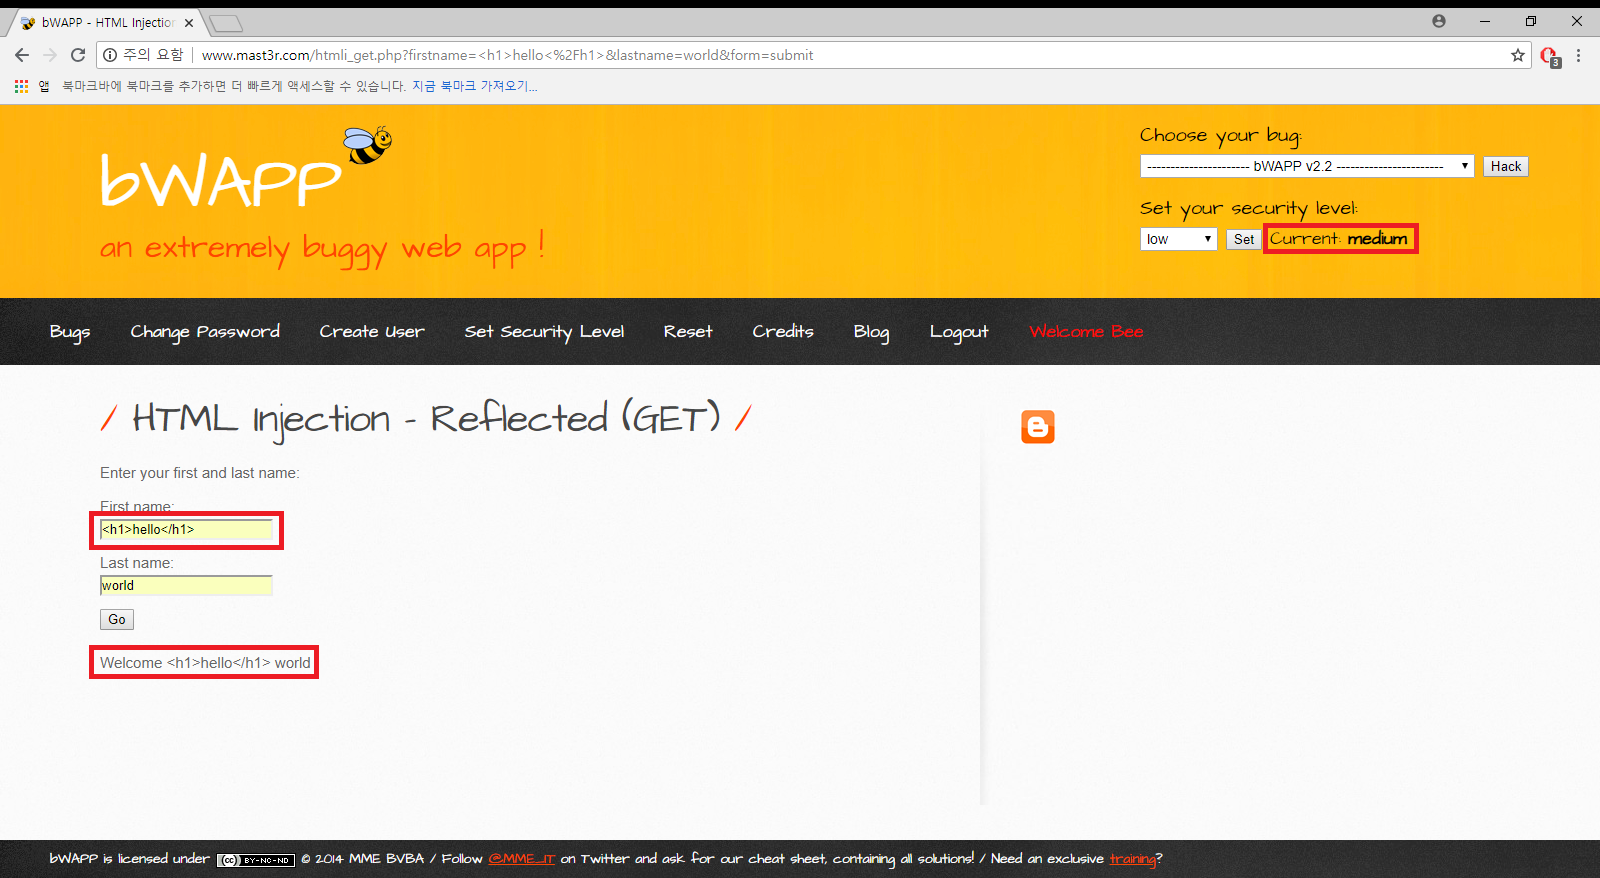 bWAPP - HTML Injection
주의 요함 www.mast3r.com/htmli_get.php?firstname=<h1>hello<%2Fh1>&lastname=world&form=submit
3
앱 북마크바에 북마크를 추가하면 더 빠르게 액세스할 수 있습니다. 지금 북마크 가져오기...
bWAPP
an extremely buggy web app !
Choose your bug:
---------------------- bWAPP v2.2 ----------------------- Hack
Set your security level:
low Set Current: medium
Bugs Change Password Create User Set Security Level Reset Credits Blog Logout Welcome Bee
/ HTML Injection - Reflected (GET) /
Enter your first and last name:
First name:
<h1>hello</h1>
Last name:
world
Go
Welcome <h1>hello</h1> world
bWAPP is licensed under (cc) BY-NC-ND © 2014 MME BVBA / Follow @MME_IT on Twitter and ask for our cheat sheet, containing all solutions! / Need an exclusive training?